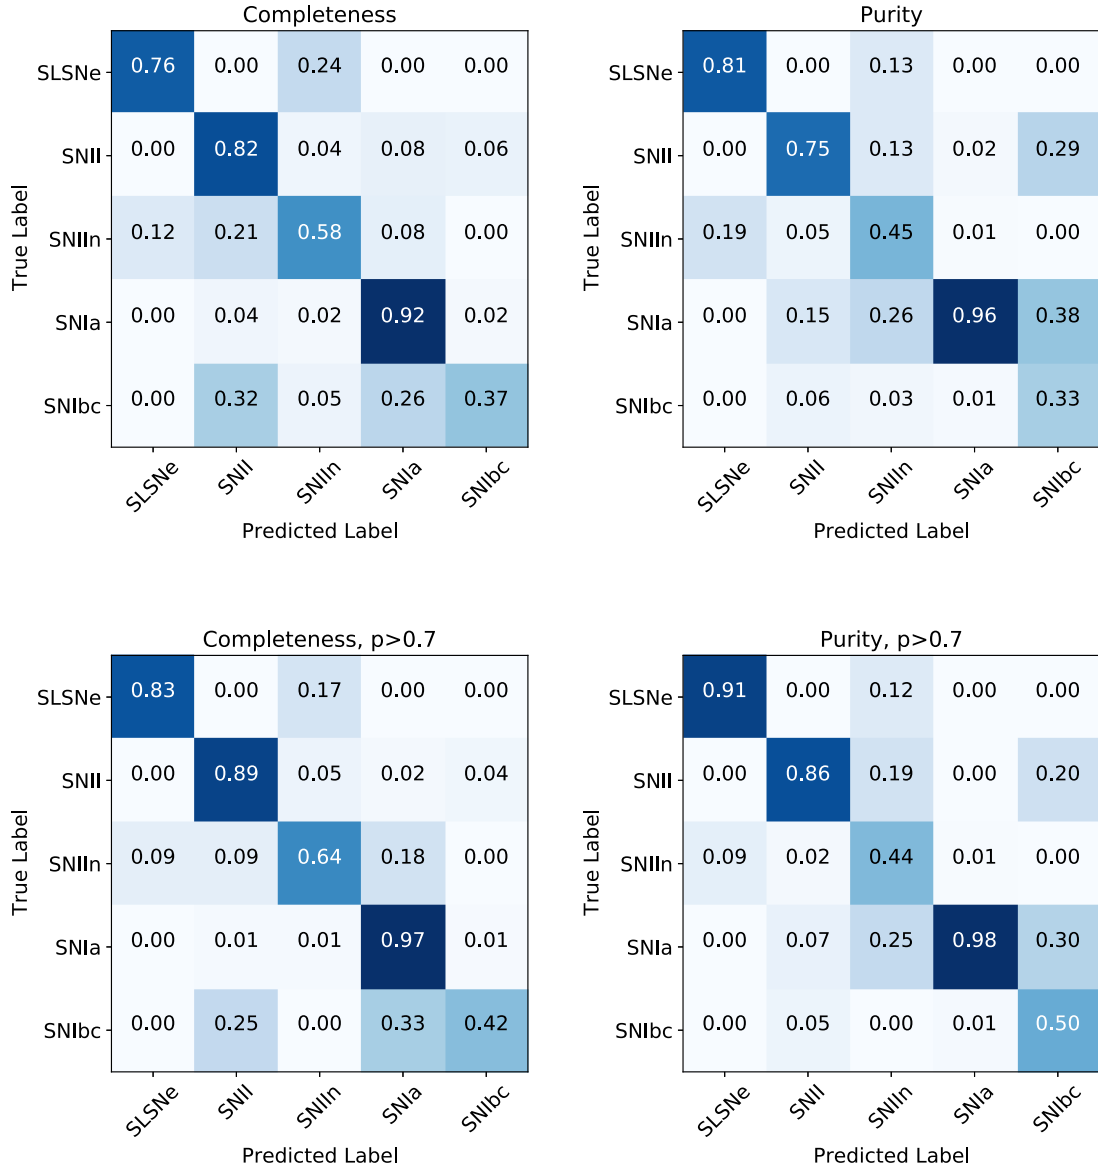 Completeness
True Label
SLSNe 0.76 0.00 0.24 0.00 0.00
SNII 0.00 0.82 0.04 0.08 0.06
SNIIn 0.12 0.21 0.58 0.08 0.00
SNIa 0.00 0.04 0.02 0.92 0.02
SNIbc 0.00 0.32 0.05 0.26 0.37
SLSNe SNII SNIIn SNIa SNIbc
Predicted Label
Purity
True Label
SLSNe 0.81 0.00 0.13 0.00 0.00
SNII 0.00 0.75 0.13 0.02 0.29
SNIIn 0.19 0.05 0.45 0.01 0.00
SNIa 0.00 0.15 0.26 0.96 0.38
SNIbc 0.00 0.06 0.03 0.01 0.33
SLSNe SNII SNIIn SNIa SNIbc
Predicted Label
Completeness, p>0.7
True Label
SLSNe 0.83 0.00 0.17 0.00 0.00
SNII 0.00 0.89 0.05 0.02 0.04
SNIIn 0.09 0.09 0.64 0.18 0.00
SNIa 0.00 0.01 0.01 0.97 0.01
SNIbc 0.00 0.25 0.00 0.33 0.42
SLSNe SNII SNIIn SNIa SNIbc
Predicted Label
Purity, p>0.7
True Label
SLSNe 0.91 0.00 0.12 0.00 0.00
SNII 0.00 0.86 0.19 0.00 0.20
SNIIn 0.09 0.02 0.44 0.01 0.00
SNIa 0.00 0.07 0.25 0.98 0.30
SNIbc 0.00 0.05 0.00 0.01 0.50
SLSNe SNII SNIIn SNIa SNIbc
Predicted Label